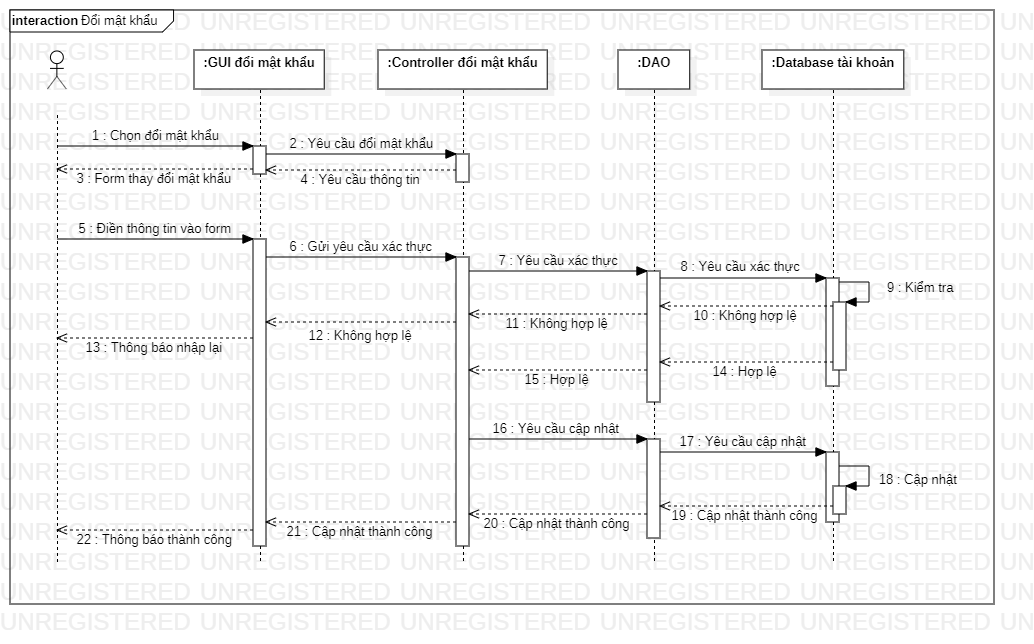 interaction Đổi mật khẩu
:GUI đổi mật khẩu
:Controller đổi mật khẩu
:DAO
:Database tài khoản
1 : Chọn đổi mật khẩu
2 : Yêu cầu đổi mật khẩu
3 : Form thay đổi mật khẩu
4 : Yêu cầu thông tin
5 : Điền thông tin vào form
6 : Gửi yêu cầu xác thực
7 : Yêu cầu xác thực
8 : Yêu cầu xác thực
9 : Kiểm tra
10 : Không hợp lệ
11 : Không hợp lệ
12 : Không hợp lệ
13 : Thông báo nhập lại
14 : Hợp lệ
15 : Hợp lệ
16 : Yêu cầu cập nhật
17 : Yêu cầu cập nhật
18 : Cập nhật
19 : Cập nhật thành công
20 : Cập nhật thành công
21 : Cập nhật thành công
22 : Thông báo thành công
UNREGISTERED